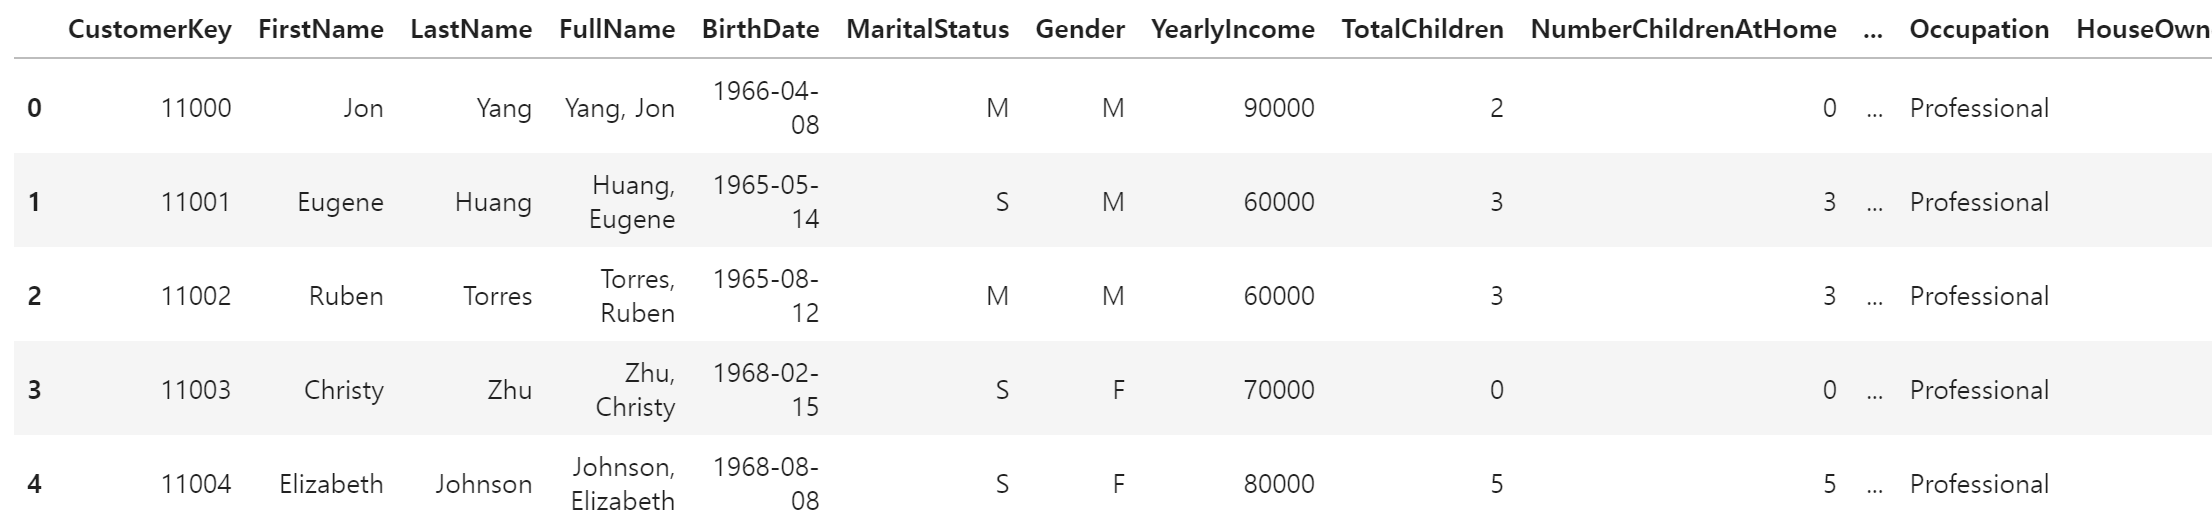 CustomerKey FirstName LastName FullName BirthDate MaritalStatus Gender YearlyIncome TotalChildren NumberChildrenAtHome ... Occupation HouseOwn
0 11000 Jon Yang Yang, Jon 1966-04-08 M M 90000 2 0 ... Professional
1 11001 Eugene Huang Huang, Eugene 1965-05-14 S M 60000 3 3 ... Professional
2 11002 Ruben Torres Torres, Ruben 1965-08-12 M M 60000 3 3 ... Professional
3 11003 Christy Zhu Zhu, Christy 1968-02-15 S F 70000 0 0 ... Professional
4 11004 Elizabeth Johnson Johnson, Elizabeth 1968-08-08 S F 80000 5 5 ... Professional